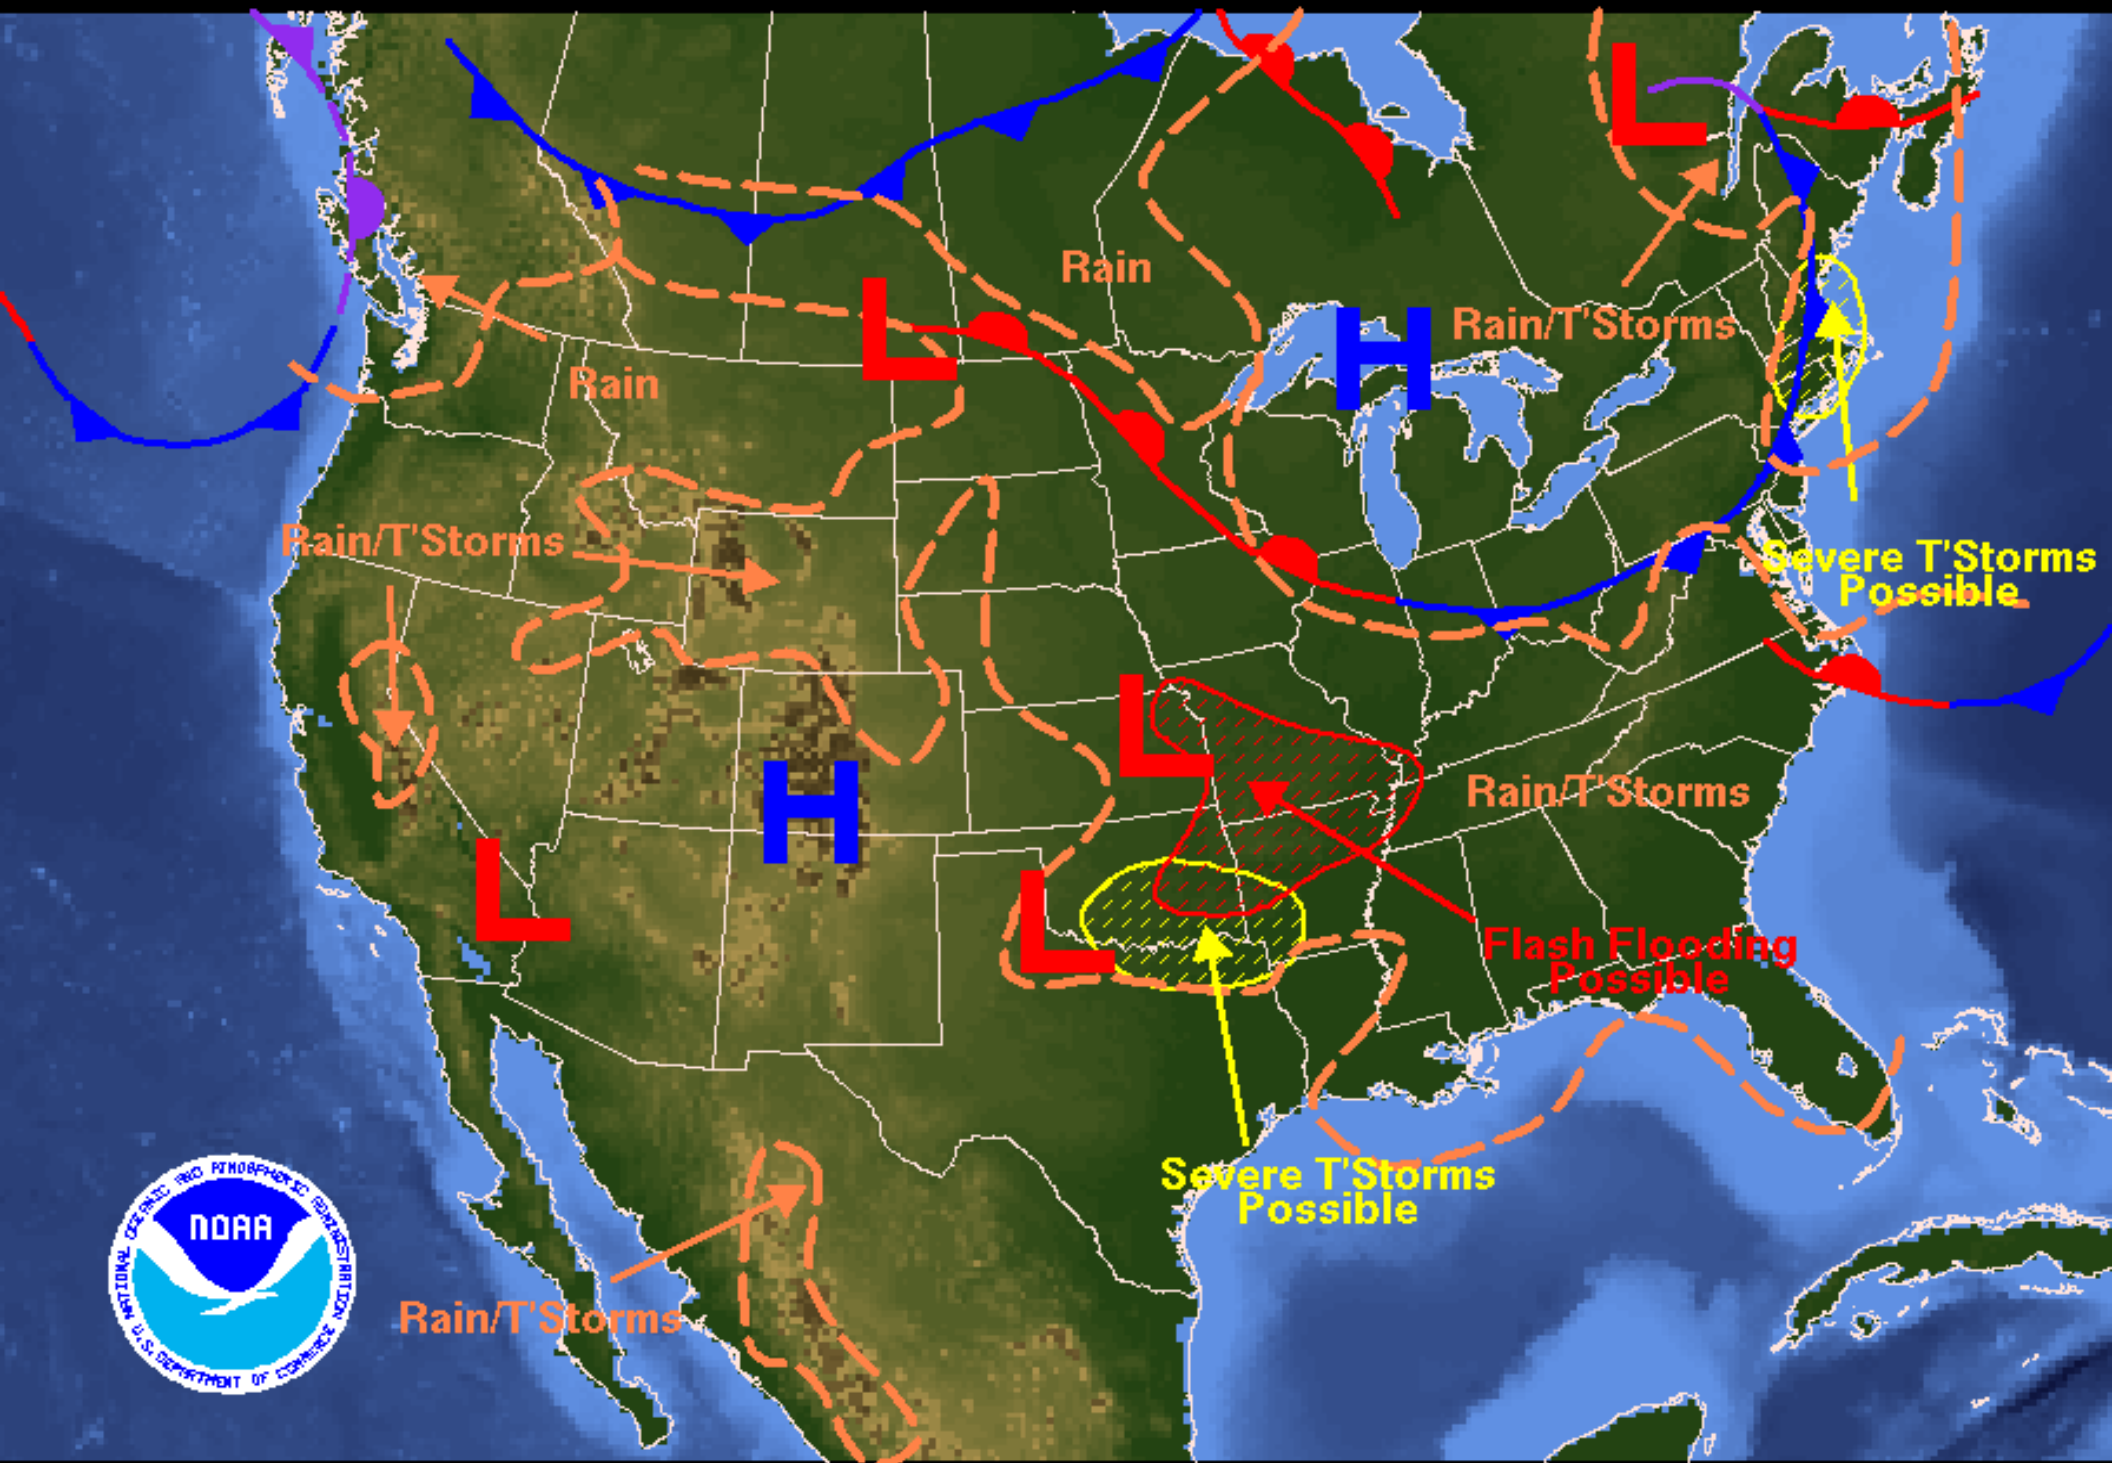 L
Rain
L
Rain/T'Storms
H
Rain
Rain/T'Storms
Severe T'Storms
Possible
L
H
Rain/T'Storms
L
L
Flash Flooding
Possible
Severe T'Storms
Possible
Rain/T'Storms
NATIONAL OCEANIC AND ATMOSPHERIC ADMINISTRATION
NOAA
U.S. DEPARTMENT OF COMMERCE